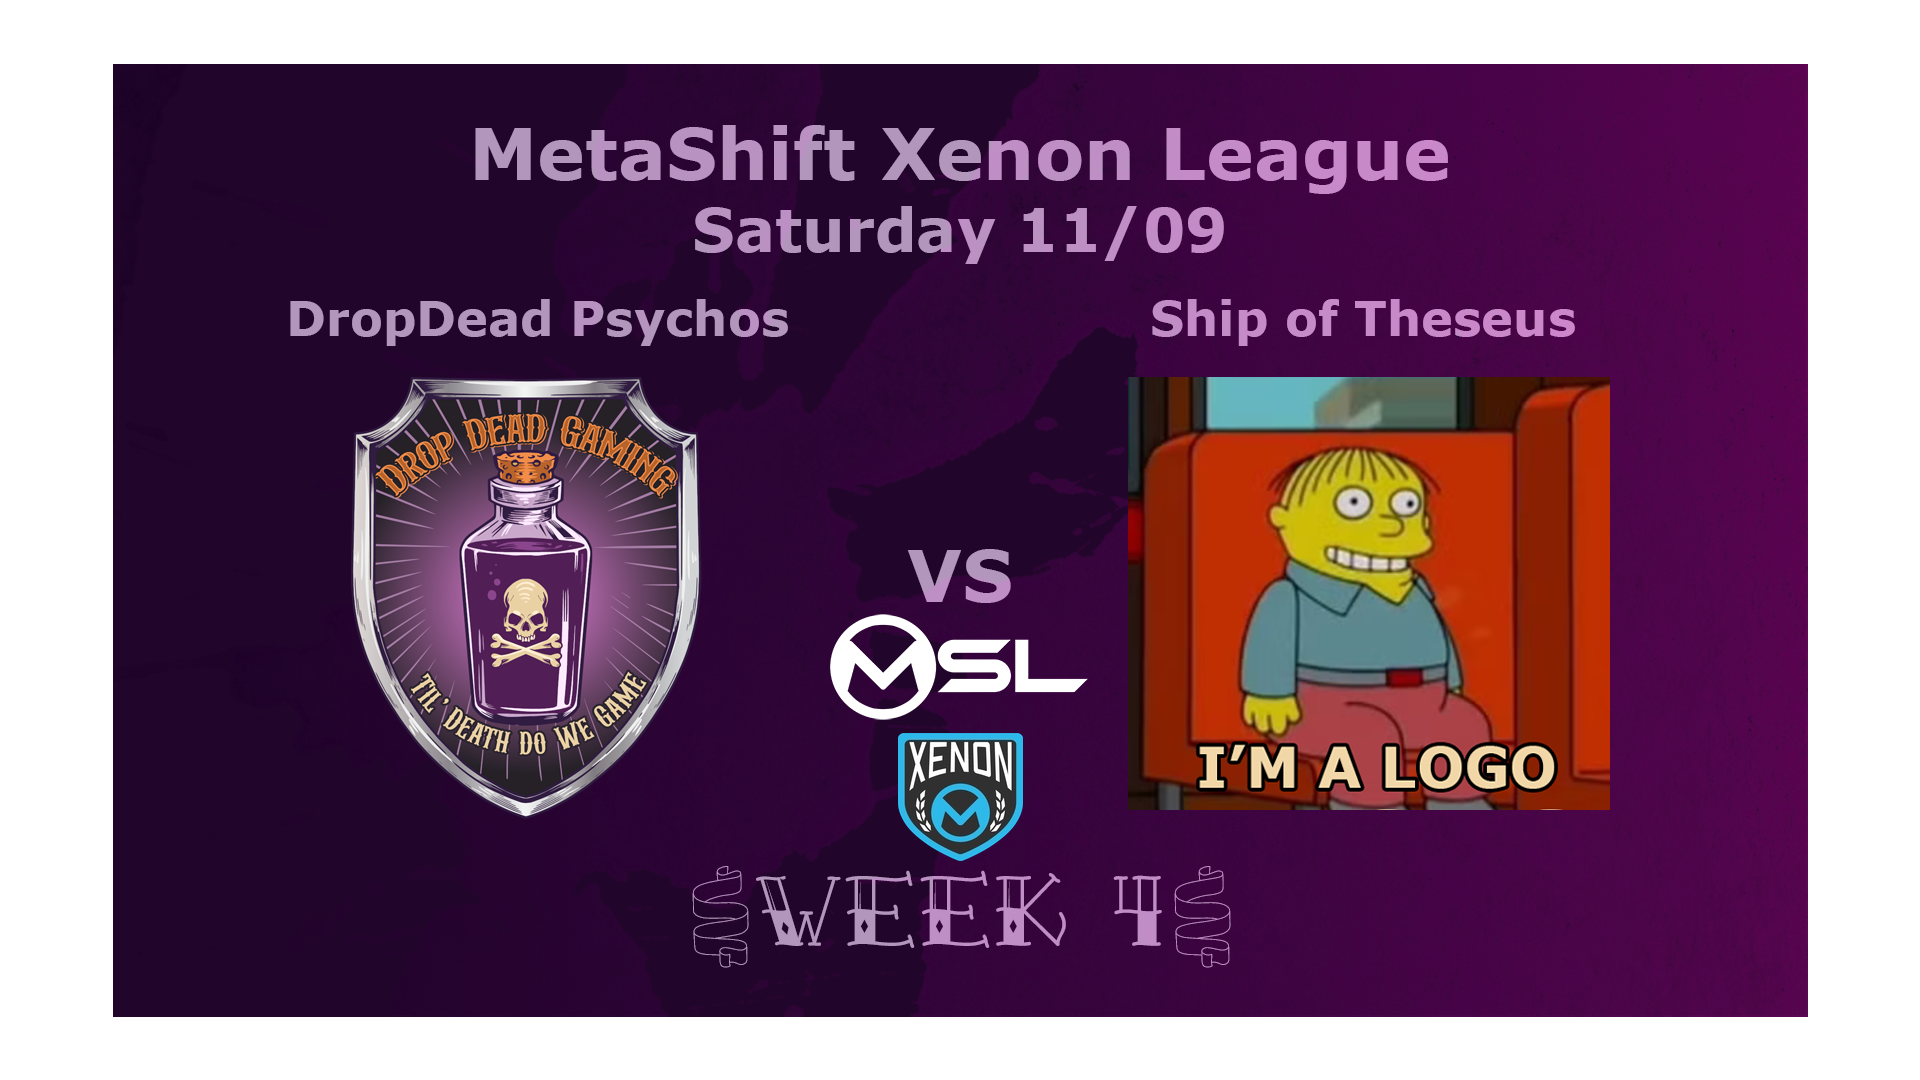 MetaShift Xenon League
Saturday 11/09
DropDead Psychos
Ship of Theseus
DROP DEAD GAMING
TIL' DEATH DO WE GAME
VS
MSL
XENON
I'M A LOGO
WEEK 4